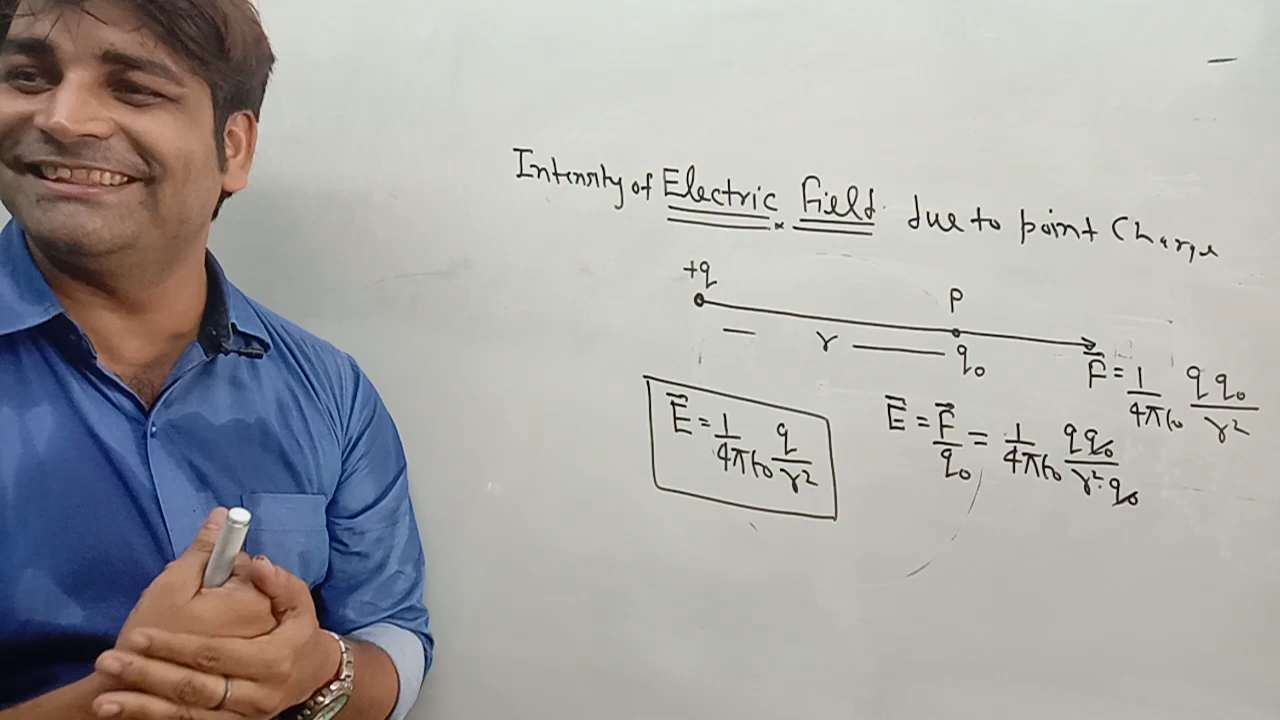 Intensity of Electric Field due to point Charge
+q
P
r
q₀
F⃗ = 1/4πε₀ qq₀/r²
E⃗ = F⃗/q₀ = 1/4πε₀ qq₀/r²·q₀
E⃗ = 1/4πε₀ q/r²